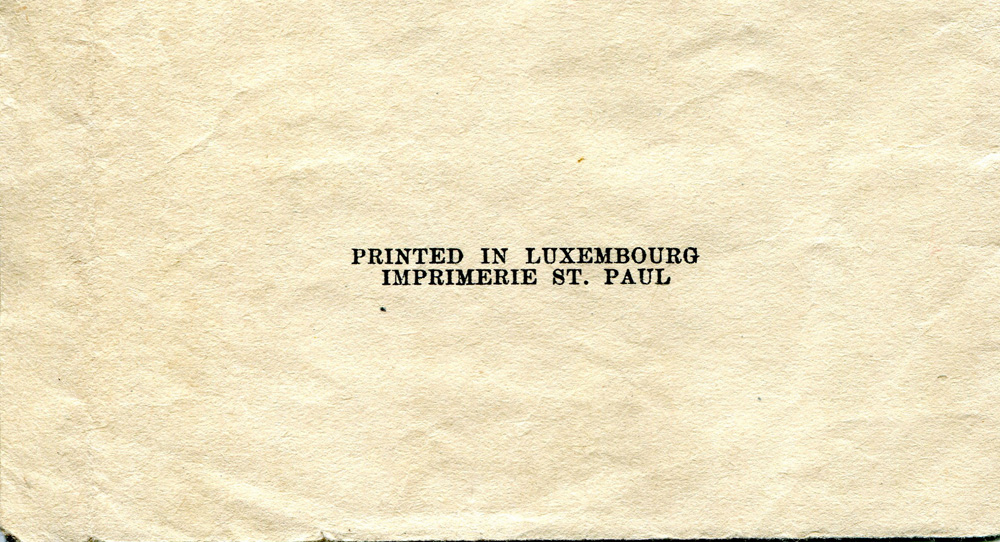 PRINTED IN LUXEMBOURG
IMPRIMERIE ST. PAUL